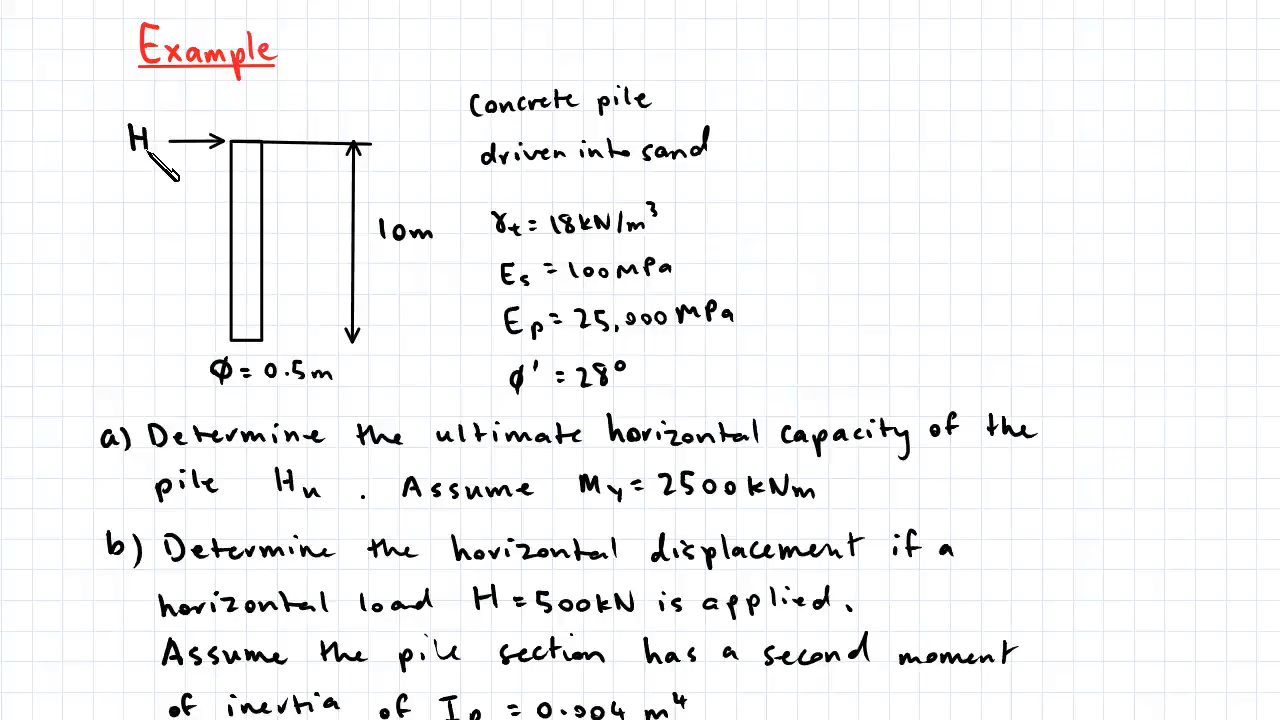 Example
H
10m
Φ = 0.5m
Concrete pile
driven into sand
γt = 18kN/m³
Es = 100MPa
Ep = 25,000MPa
φ' = 28°
a) Determine the ultimate horizontal capacity of the
pile Hu. Assume My = 2500kNm
b) Determine the horizontal displacement if a
horizontal load H = 500kN is applied.
Assume the pile section has a second moment
of inertia of Ip = 0.004 m⁴